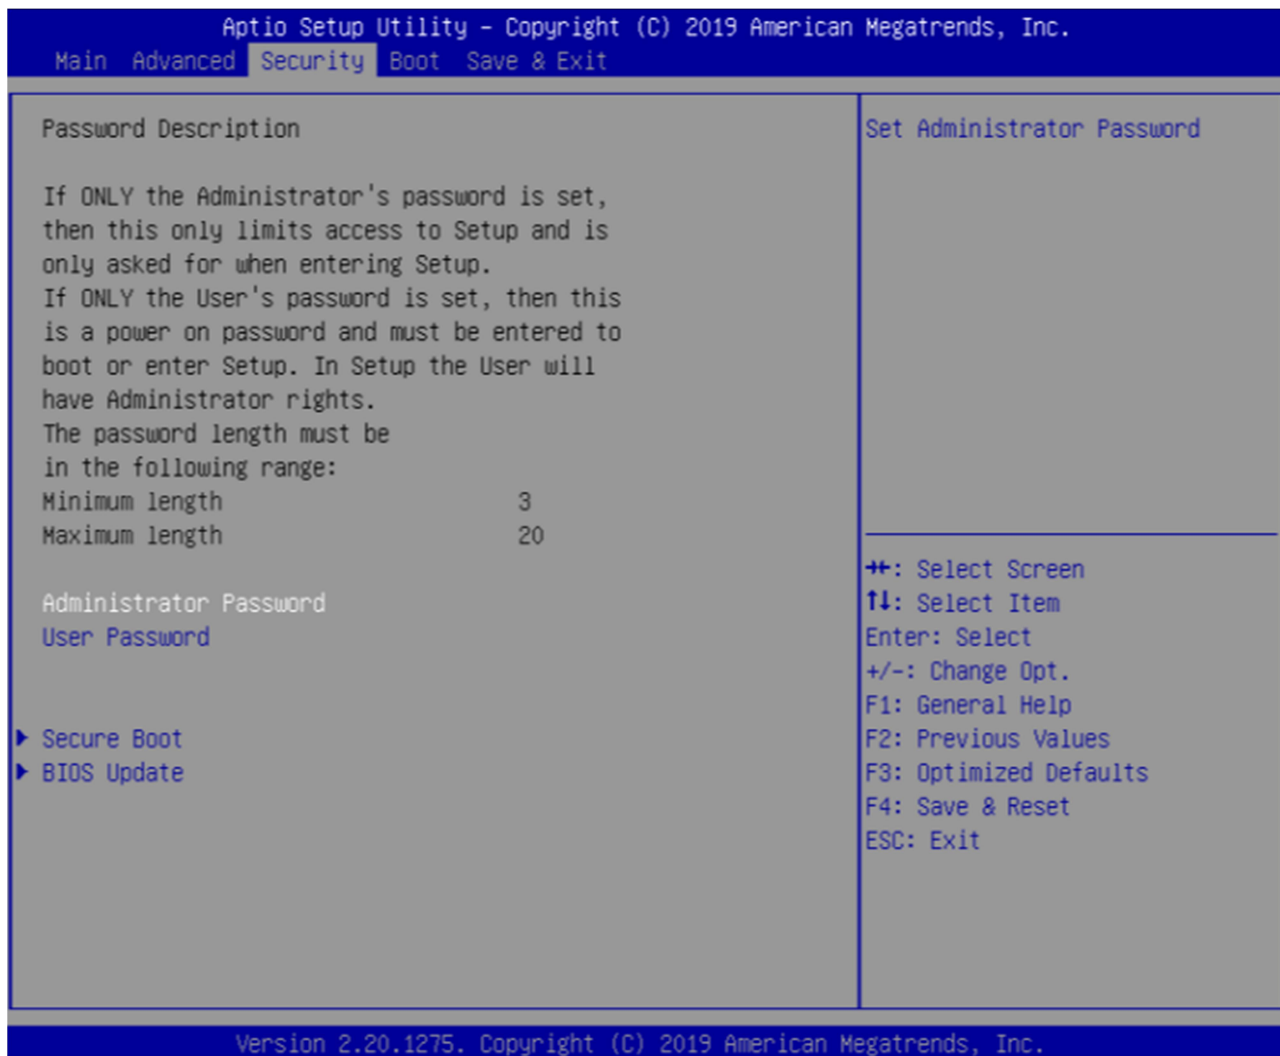 Aptio Setup Utility – Copyright (C) 2019 American Megatrends, Inc.
Main Advanced Security Boot Save & Exit
Password Description
If ONLY the Administrator's password is set,
then this only limits access to Setup and is
only asked for when entering Setup.
If ONLY the User's password is set, then this
is a power on password and must be entered to
boot or enter Setup. In Setup the User will
have Administrator rights.
The password length must be
in the following range:
Minimum length 3
Maximum length 20
Administrator Password
User Password
Secure Boot
BIOS Update
Set Administrator Password
→←: Select Screen
↑↓: Select Item
Enter: Select
+/-: Change Opt.
F1: General Help
F2: Previous Values
F3: Optimized Defaults
F4: Save & Reset
ESC: Exit
Version 2.20.1275. Copyright (C) 2019 American Megatrends, Inc.